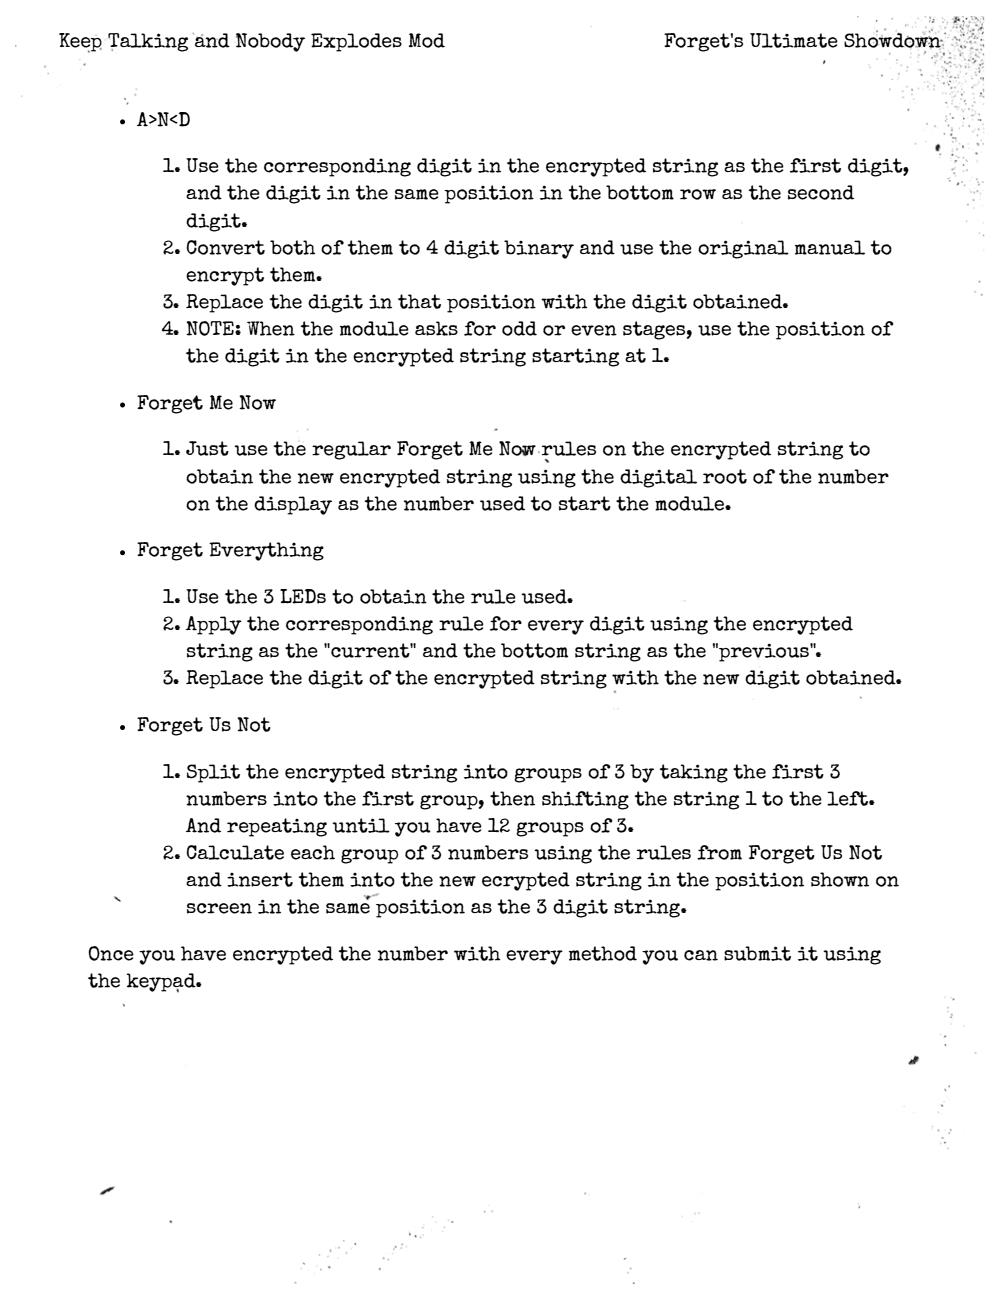 Keep Talking and Nobody Explodes Mod
Forget's Ultimate Showdown
• A>N<D
1. Use the corresponding digit in the encrypted string as the first digit,
and the digit in the same position in the bottom row as the second
digit.
2. Convert both of them to 4 digit binary and use the original manual to
encrypt them.
3. Replace the digit in that position with the digit obtained.
4. NOTE: When the module asks for odd or even stages, use the position of
the digit in the encrypted string starting at 1.
• Forget Me Now
1. Just use the regular Forget Me Now rules on the encrypted string to
obtain the new encrypted string using the digital root of the number
on the display as the number used to start the module.
• Forget Everything
1. Use the 3 LEDs to obtain the rule used.
2. Apply the corresponding rule for every digit using the encrypted
string as the "current" and the bottom string as the "previous".
3. Replace the digit of the encrypted string with the new digit obtained.
• Forget Us Not
1. Split the encrypted string into groups of 3 by taking the first 3
numbers into the first group, then shifting the string 1 to the left.
And repeating until you have 12 groups of 3.
2. Calculate each group of 3 numbers using the rules from Forget Us Not
and insert them into the new ecrypted string in the position shown on
screen in the same position as the 3 digit string.
Once you have encrypted the number with every method you can submit it using
the keypad.